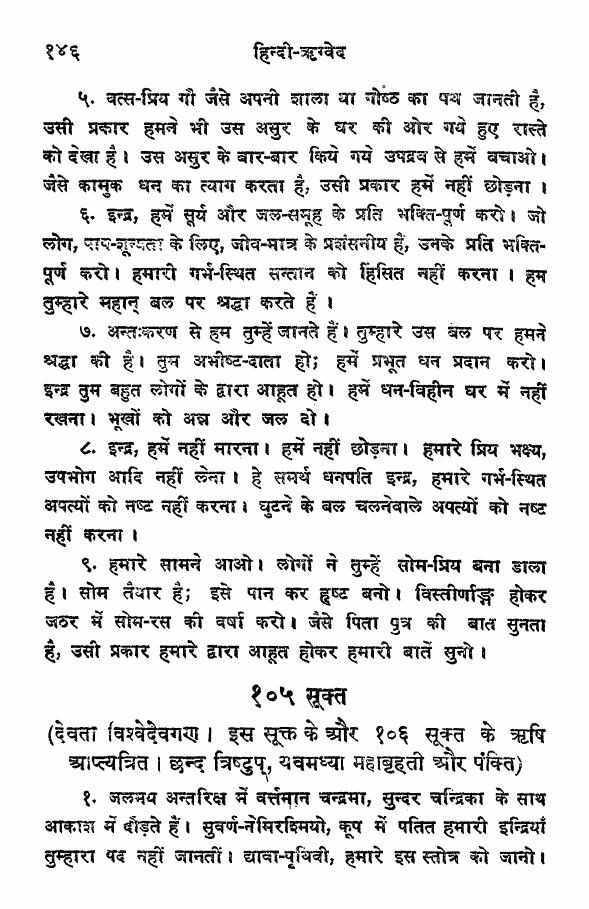 १४६ हिन्दी-ऋग्वेद
५. वत्स-प्रिय गौ जैसे अपनी शाला या गोष्ठ का पथ जानती है,
उसी प्रकार हमने भी उस असुर के घर की ओर गये हुए रास्ते
को देखा है। उस असुर के बार-बार किये गये उपद्रव से हमें बचाओ।
जैसे कामुक धन का त्याग करता है, उसी प्रकार हमें नहीं छोड़ना।
६. इन्द्र, हमें सूर्य और जल-समूह के प्रति भक्ति-पूर्ण करो। जो
लोग, पाप-शून्यता के लिए, जीव-मात्र के प्रशंसनीय हैं, उनके प्रति भक्ति-
पूर्ण करो। हमारी गर्भ-स्थित सन्तान को हिंसित नहीं करना। हम
तुम्हारे महान् बल पर श्रद्धा करते हैं।
७. अन्तःकरण से हम तुम्हें जानते हैं। तुम्हारे उस बल पर हमने
श्रद्धा की है। तुम अभीष्ट-दाता हो; हमें प्रभूत धन प्रदान करो।
इन्द्र तुम बहुत लोगों के द्वारा आहूत हो। हमें धन-विहीन घर में नहीं
रखना। भूखों को अन्न और जल दो।
८. इन्द्र, हमें नहीं मारना। हमें नहीं छोड़ना। हमारे प्रिय भक्ष्य,
उपभोग आदि नहीं लेना। हे समर्थ धनपति इन्द्र, हमारे गर्भ-स्थित
अपत्यों को नष्ट नहीं करना। घुटने के बल चलनेवाले अपत्यों को नष्ट
नहीं करना।
९. हमारे सामने आओ। लोगों ने तुम्हें सोम-प्रिय बना डाला
है। सोम तैयार है; इसे पान कर हृष्ट बनो। विस्तीर्णाङ्ग होकर
जठर में सोम-रस की वर्षा करो। जैसे पिता पुत्र की बात सुनता
है, उसी प्रकार हमारे द्वारा आहूत होकर हमारी बातें सुनो।
१०५ सूक्त
(देवता विश्वेदेवगण। इस सूक्त के और १०६ सूक्त के ऋषि
आप्त्यत्रित। छन्द त्रिष्टुप्, यवमध्या महाबृहती और पंक्ति)
१. जलमय अन्तरिक्ष में वर्त्तमान चन्द्रमा, सुन्दर चन्द्रिका के साथ
आकाश में दौड़ते हैं। सुवर्ण-नेमिरश्मियो, कूप में पतित हमारी इन्द्रियाँ
तुम्हारा पद नहीं जानतीं। द्यावा-पृथिवी, हमारे इस स्तोत्र को जानो।